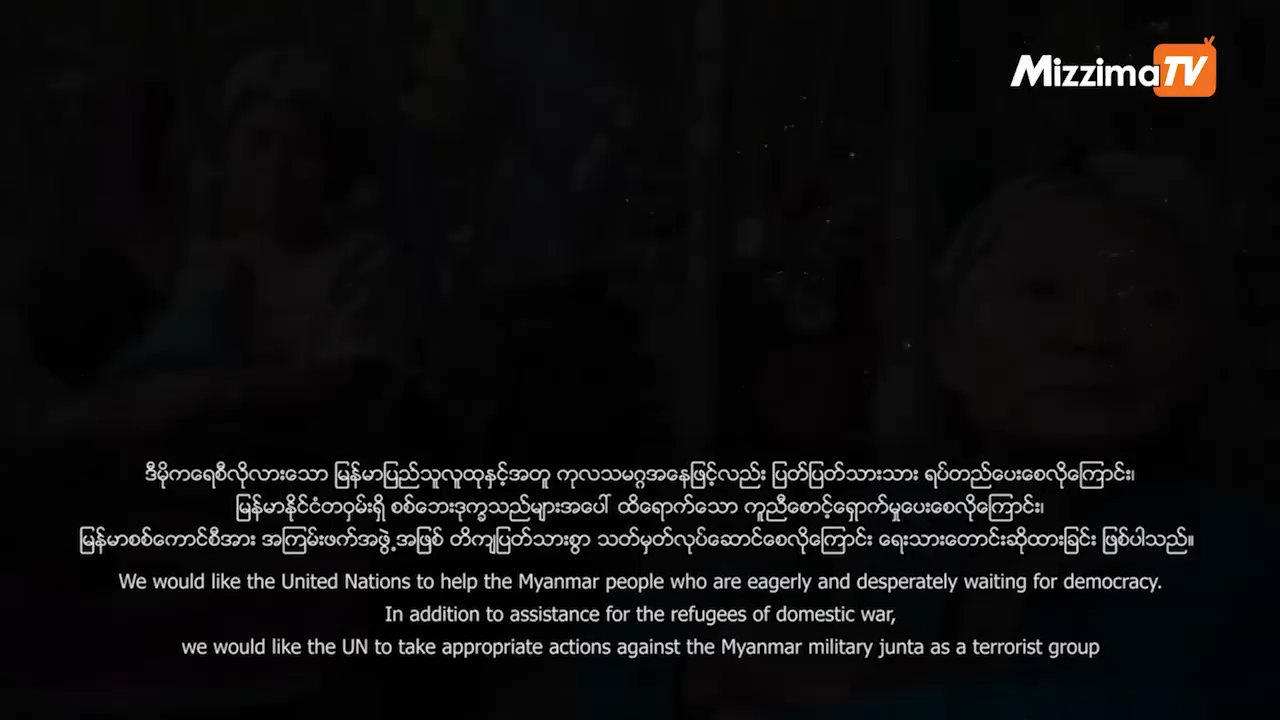 MizzimaTV
ဒီမိုကရေစီလိုလားသော မြန်မာပြည်သူလူထုနှင့်အတူ ကုလသမဂ္ဂအနေဖြင့်လည်း ပြတ်ပြတ်သားသား ရပ်တည်ပေးစေလိုကြောင်း၊
မြန်မာနိုင်ငံတဝှမ်းရှိ စစ်ဘေးဒုက္ခသည်များအပေါ် ထိရောက်သော ကူညီစောင့်ရှောက်မှုပေးစေလိုကြောင်း၊
မြန်မာစစ်ကောင်စီအား အကြမ်းဖက်အဖွဲ့အဖြစ် တိကျပြတ်သားစွာ သတ်မှတ်လုပ်ဆောင်စေလိုကြောင်း ရေးသားတောင်းဆိုထားခြင်း ဖြစ်ပါသည်။
We would like the United Nations to help the Myanmar people who are eagerly and desperately waiting for democracy.
In addition to assistance for the refugees of domestic war,
we would like the UN to take appropriate actions against the Myanmar military junta as a terrorist group